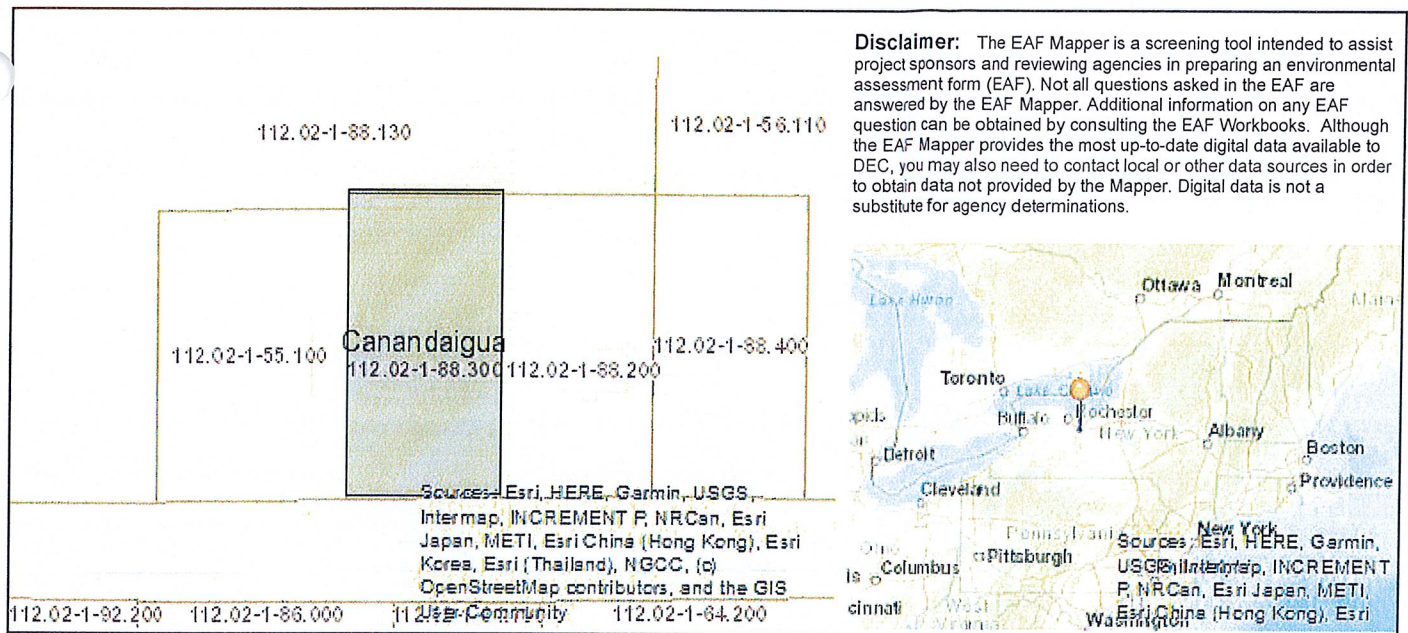 112.02-1-88.130
112.02-1-56.110
112.02-1-55.100
Canandaigua
112.02-1-88.300
112.02-1-88.200
112.02-1-88.400
Sources: Esri, HERE, Garmin, USGS,
Intermap, INCREMENT P, NRCan, Esri
Japan, METI, Esri China (Hong Kong), Esri
Korea, Esri (Thailand), NGCC, (c)
OpenStreetMap contributors, and the GIS
User Community
112.02-1-92.200
112.02-1-86.000
112.02-1-64.200
Disclaimer: The EAF Mapper is a screening tool intended to assist
project sponsors and reviewing agencies in preparing an environmental
assessment form (EAF). Not all questions asked in the EAF are
answered by the EAF Mapper. Additional information on any EAF
question can be obtained by consulting the EAF Workbooks. Although
the EAF Mapper provides the most up-to-date digital data available to
DEC, you may also need to contact local or other data sources in order
to obtain data not provided by the Mapper. Digital data is not a
substitute for agency determinations.
Ottawa
Montreal
Lake Huron
Toronto
Buffalo
Rochester
New York
Albany
Detroit
Boston
Providence
Cleveland
Pennsylvania
New York
Pittsburgh
Columbus
cinnati
West
Virginia
Washington
Sources: Esri, HERE, Garmin,
USGS, Intermap, INCREMENT
P, NRCan, Esri Japan, METI,
Esri China (Hong Kong), Esri